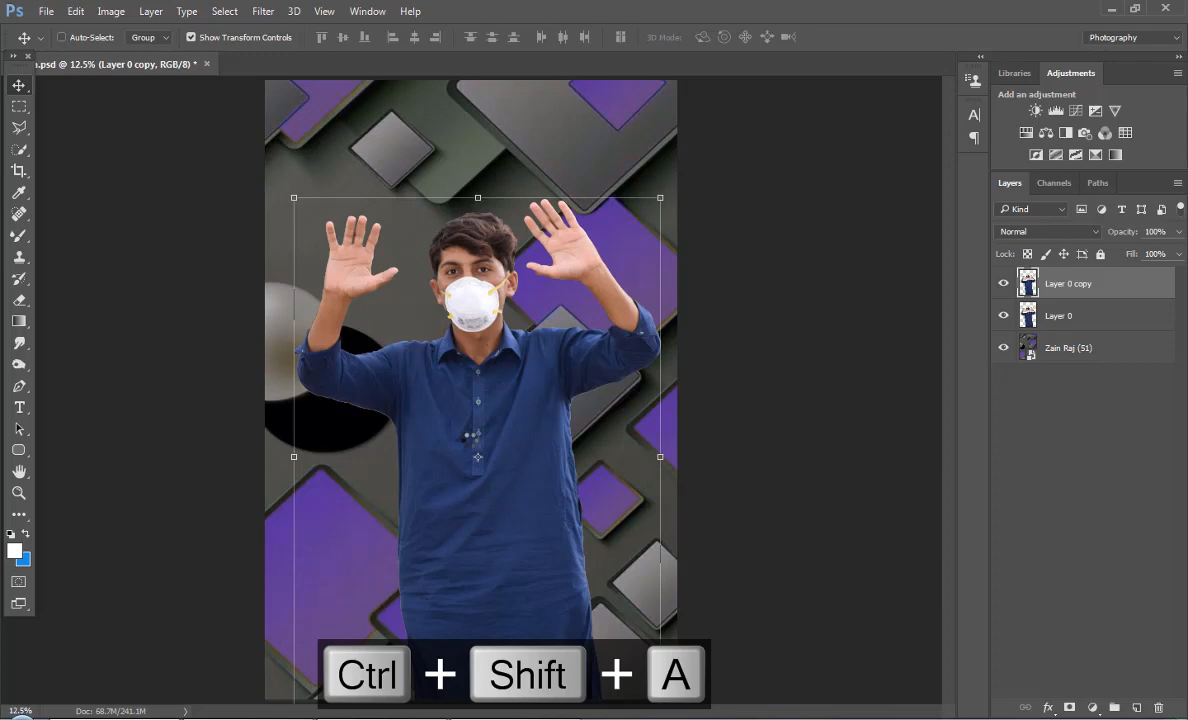 Ps File Edit Image Layer Type Select Filter 3D View Window Help
Auto-Select: Group Show Transform Controls 3D Mode: Photography
.psd @ 12.5% (Layer 0 copy, RGB/8) * ×
Libraries Adjustments
Add an adjustment
Layers Channels Paths
Kind
Normal Opacity: 100%
Lock: Fill: 100%
Layer 0 copy
Layer 0
Zain Raj (51)
Ctrl + Shift + A
12.5% Doc: 68.7M/241.1M